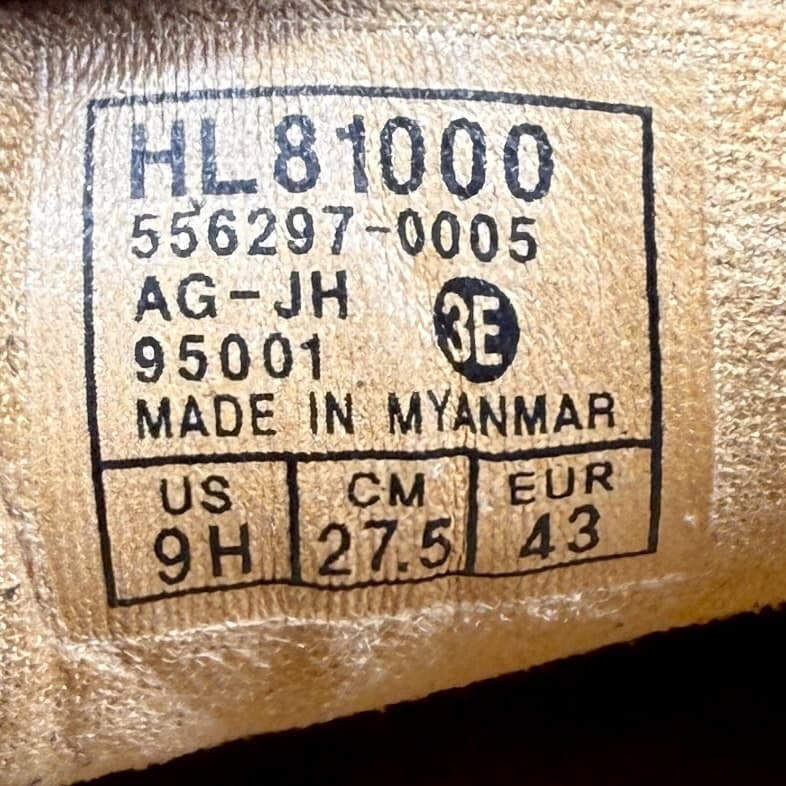 HL81000
556297-0005
AG-JH
3E
95001
MADE IN MYANMAR
US CM EUR
9H 27.5 43